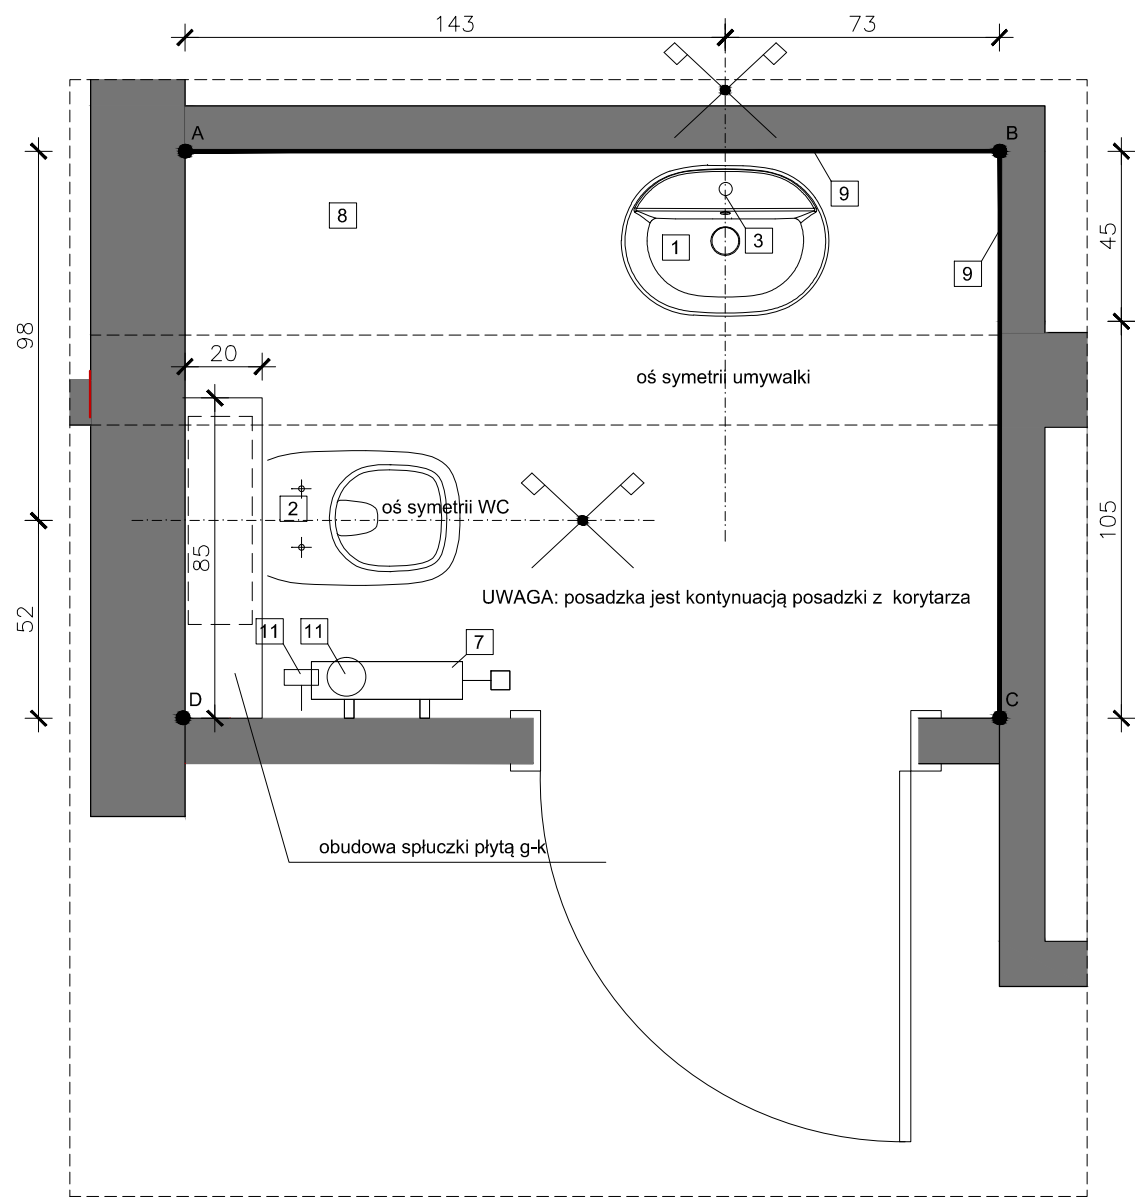 143
73
A
B
8
9
1
3
45
9
98
20
oś symetrii umywalki
2
oś symetrii WC
85
105
UWAGA: posadzka jest kontynuacją posadzki z korytarza
52
11
11
7
D
C
obudowa spłuczki płytą g-k